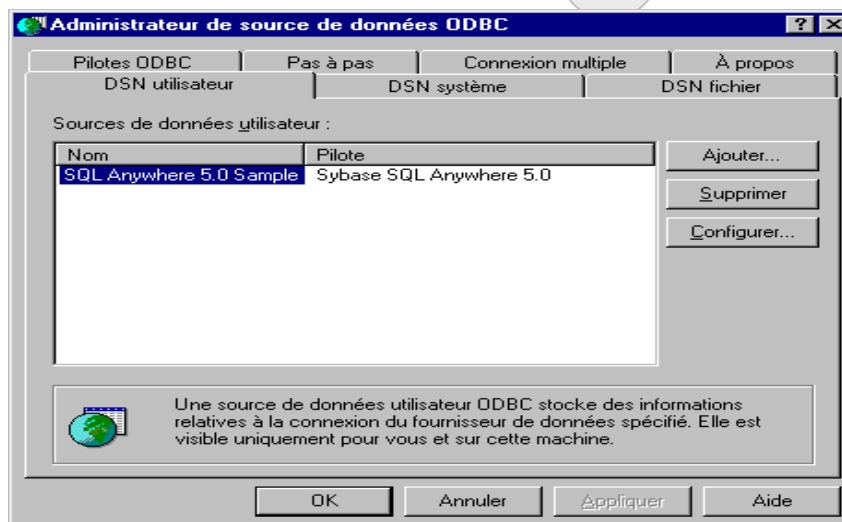 Administrateur de source de données ODBC
Pilotes ODBC Pas à pas Connexion multiple À propos
DSN utilisateur DSN système DSN fichier
Sources de données utilisateur :
Nom Pilote
SQL Anywhere 5.0 Sample Sybase SQL Anywhere 5.0
Ajouter...
Supprimer
Configurer...
Une source de données utilisateur ODBC stocke des informations
relatives à la connexion du fournisseur de données spécifié. Elle est
visible uniquement pour vous et sur cette machine.
OK Annuler Appliquer Aide